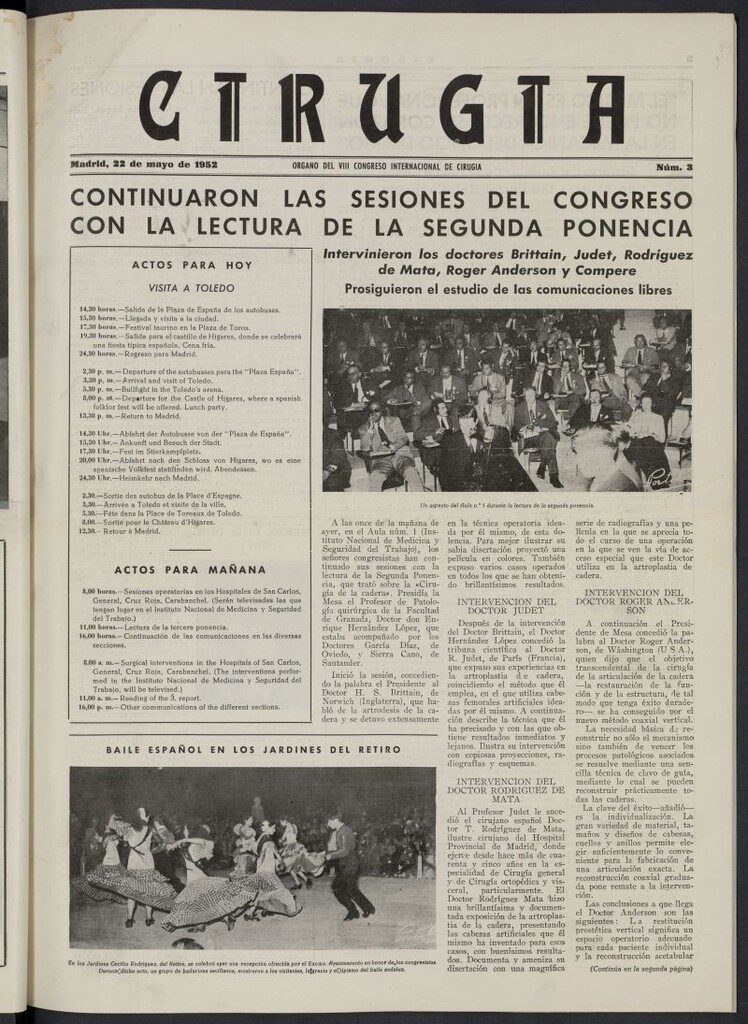 CIRUGIA
Madrid, 22 de mayo de 1952
ORGANO DEL VIII CONGRESO INTERNACIONAL DE CIRUGIA
Núm. 3
CONTINUARON LAS SESIONES DEL CONGRESO
CON LA LECTURA DE LA SEGUNDA PONENCIA
ACTOS PARA HOY
VISITA A TOLEDO
14,30 horas.—Salida de la Plaza de España de los autobuses.
15,30 horas.—Llegada y visita a la ciudad.
17,30 horas.—Festival taurino en la Plaza de Toros.
19,30 horas.—Salida para el castillo de Higares, donde se celebrará
una fiesta típica española. Cena fría.
24,30 horas.—Regreso para Madrid.
2,30 p. m.—Departure of the autobusses para the "Plaza España".
3,30 p. m.—Arrival and visit of Toledo.
5,30 p. m.—Bullfight in the Toledo's arena.
8,00 p. m.—Departure for the Castle of Higares, where a spanish
folklor fest will be offered. Lunch party.
13,30 p. m.—Return to Madrid.
14,30 Uhr.—Abfahrt der Autobusse von der "Plaza de España".
15,30 Uhr.—Ankunft und Besuch der Stadt.
17,30 Uhr.—Fest im Stierkampfplatz.
20,00 Uhr.—Abfahrt nach den Schloss von Higares, wo es eine
spanische Volkfest stattfinden wird. Abendessen.
24,30 Uhr.—Heimkehr nach Madrid.
2,30.—Sortie des autobus de la Place d'Espagne.
3,30.—Arrivée a Toledo et visite de la ville.
5,30.—Fête dans la Place de Toreaux de Toledo.
8,00.—Sortie pour le Château d'Higares.
12,30.—Retour à Madrid.
ACTOS PARA MAÑANA
8,00 horas.—Sesiones operatorias en los Hospitales de San Carlos,
General, Cruz Roja, Carabanchel. (Serán televisadas las que
tengan lugar en el Instituto Nacional de Medicina y Seguridad
del Trabajo.)
11,00 horas.—Lectura de la tercera ponencia.
16,00 horas.—Continuación de las comunicaciones en las diversas
secciones.
8,00 a. m.—Surgical interventions in the Hospitals of San Carlos,
General, Cruz Roja, Carabanchel. (The interventions performed
in the Instituto Nacional de Medicina y Seguridad del
Trabajo, will be televised.)
11,00 a. m.—Reading of the 3. report.
16,00 p. m.—Other communications of the different sections.
Intervinieron los doctores Brittain, Judet, Rodríguez
de Mata, Roger Anderson y Compere
Prosiguieron el estudio de las comunicaciones libres
Un aspecto del Aula n.º 1 durante la lectura de la segunda ponencia.
A las once de la mañana de
ayer, en el Aula núm. 1 (Instituto
Nacional de Medicina y
Seguridad del Trabajo), los
señores congresistas han continuado
sus sesiones con la
lectura de la Segunda Ponencia,
que trató sobre la «Cirugía
de la cadera». Presidía la
Mesa el Profesor de Patología
quirúrgica de la Facultad
de Granada, Doctor don Enrique
Hernández López, que
estaba acompañado por los
Doctores García Díaz, de
Oviedo, y Sierra Cano, de
Santander.
Inició la sesión, concediendo
la palabra el Presidente al
Doctor H. S. Brittain, de
Norwich (Inglaterra), que habló
de la artrodesis de la cadera
y se detuvo extensamente
en la técnica operatoria ideada
por él mismo, de esta dolencia.
Para mejor ilustrar su
sabia disertación proyectó una
película en colores. También
expuso varios casos operados
en todos los que se han obtenido
brillantísimos resultados.
INTERVENCION DEL
DOCTOR JUDET
Después de la intervención
del Doctor Brittain, el Doctor
Hernández López concedió la
tribuna científica al Doctor
R. Judet, de París (Francia),
que expuso sus experiencias en
la artroplastia de cadera,
coincidiendo el método que él
emplea, en el que utiliza cabezas
femorales artificiales ideadas
por él mismo. A continuación
describe la técnica que él
ha precisado y con las que obtiene
resultados inmediatos y
lejanos. Ilustra su intervención
con copiosas proyecciones, radiografías
y esquemas.
INTERVENCION DEL
DOCTOR RODRIGUEZ DE
MATA
Al Profesor Judet le sucedió
el cirujano español Doctor
T. Rodríguez de Mata,
ilustre cirujano del Hospital
Provincial de Madrid, donde
ejerce desde hace más de cuarenta
y cinco años en la especialidad
de Cirugía general
y de Cirugía ortopédica y visceral,
particularmente. El
Doctor Rodríguez Mata hizo
una brillantísima y documentada
exposición de la artroplastia
de la cadera, presentando
las cabezas artificiales que él
mismo ha inventado para esos
casos, con buenísimos resultados.
Documenta y ameniza su
disertación con una magnífica
serie de radiografías y una película
en la que se aprecia todo
el curso de una operación
en la que se ven la vía de acceso
especial que este Doctor
utiliza en la artroplastia de
cadera.
INTERVENCION DEL
DOCTOR ROGER ANDERSON
A continuación el Presidente
de Mesa concedió la palabra
al Doctor Roger Anderson,
de Wáshington (U S A.),
quien dijo que el objetivo
transcendental de la cirugía
de la articulación de la cadera
—la restauración de la función
y de la estructura, de tal
modo que tenga éxito duradero—
se ha conseguido por el
nuevo método coaxial vertical.
La necesidad básica de reconstruir
no sólo el mecanismo
sino también de vencer los
procesos patológicos asociados
se resuelve mediante una sencilla
técnica de clavo de guía,
mediante lo cual se pueden
reconstruir prácticamente todas
las caderas.
La clave del éxito—añadió—
es la individualización. La
gran variedad de material, tamaños
y diseños de cabezas,
cuellos y anillos permite elegir
suficientemente lo conveniente
para la fabricación de
una articulación exacta. La
reconstrucción coaxial graduada
pone remate a la intervención.
Las conclusiones a que llega
el Doctor Anderson son las
siguientes: La restitución
prostética vertical significa un
espacio operatorio adecuado
para cada paciente individual
y la reconstrucción acetabular
(Continúa en la segunda página)
BAILE ESPAÑOL EN LOS JARDINES DEL RETIRO
En los Jardines Cecilio Rodríguez, del Retiro, se celebró ayer una recepción ofrecida por el Excmo. Ayuntamiento en honor de los congresistas.
Durante dicho acto, un grupo de bailarinas sevillanas, mostraron a los visitantes, la gracia y el tipismo del baile andaluz.